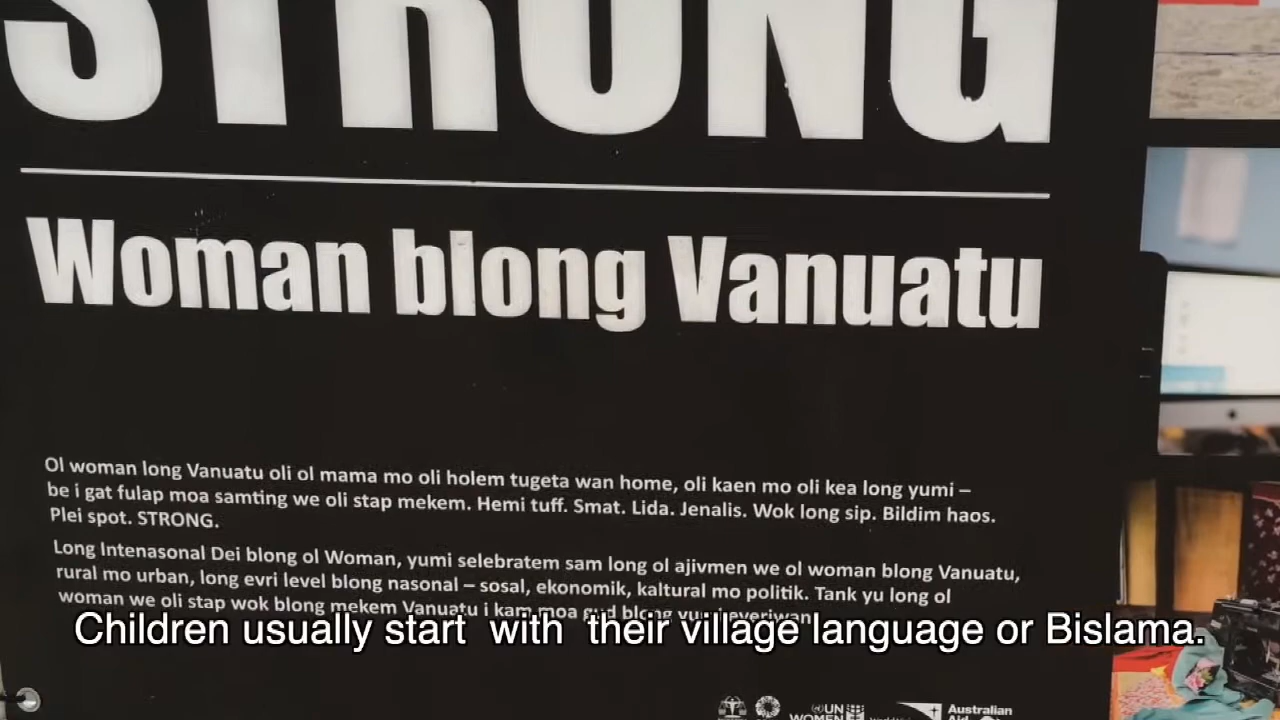 STRONG
Woman blong Vanuatu
Ol woman long Vanuatu oli ol mama mo oli holem tugeta wan home, oli kaen mo oli kea long yumi –
be i gat fulap moa samting we oli stap mekem. Hemi tuff. Smat. Lida. Jenalis. Wok long sip. Bildim haos.
Plei spot. STRONG.
Long Intenasonal Dei blong ol Woman, yumi selebratem sam long ol ajivmen we ol woman blong Vanuatu,
rural mo urban, long evri level blong nasonal – sosal, ekonomik, kaltural mo politik. Tank yu long ol
woman we oli stap wok blong mekem Vanuatu i kam moa gud blong
Children usually start with their village language or Bislama.
UN
WOMEN
Australian
Aid